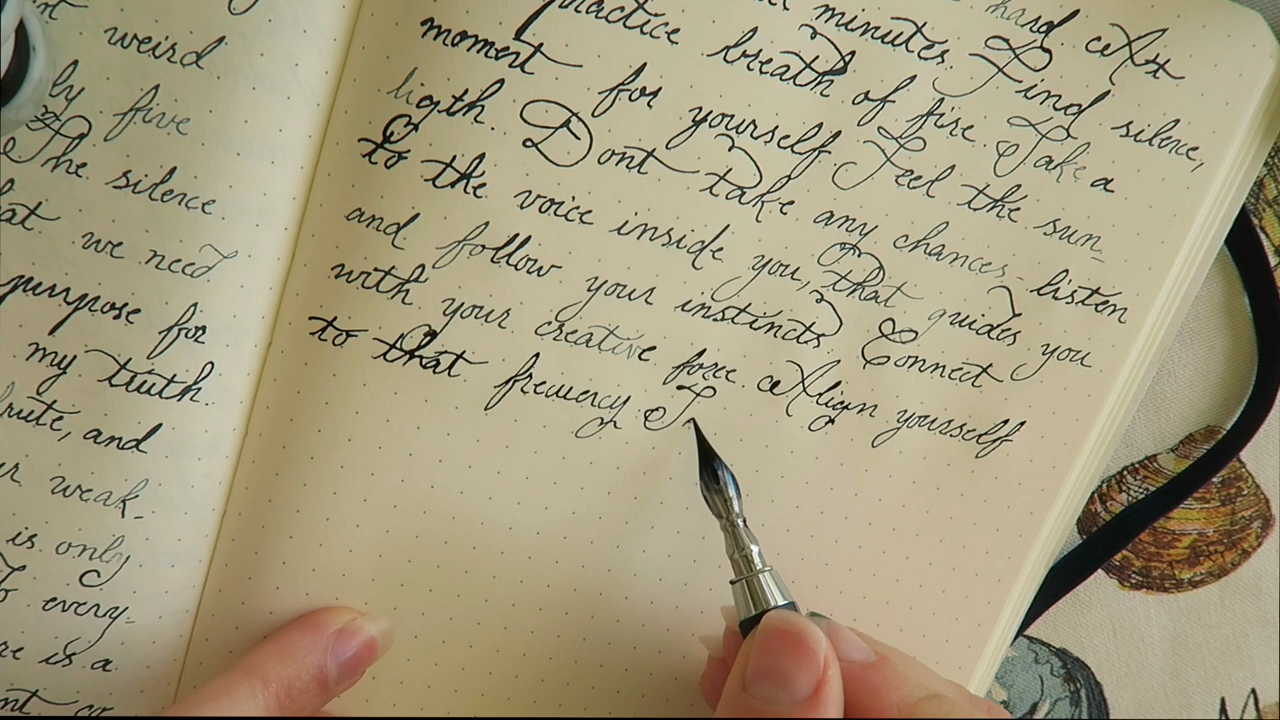 weird
ly five
The silence
we need
purpose for
my truth.
and
weak-
is only
every-
is a
hard Ast
minutes. Find silence,
practice breath of fire. Take a
moment for yourself. Feel the sun-
ligth. Dont take any chances - listen
to the voice inside you, that guides you
and follow your instincts. Connect
with your creative force. Align yourself
to that frewency. T